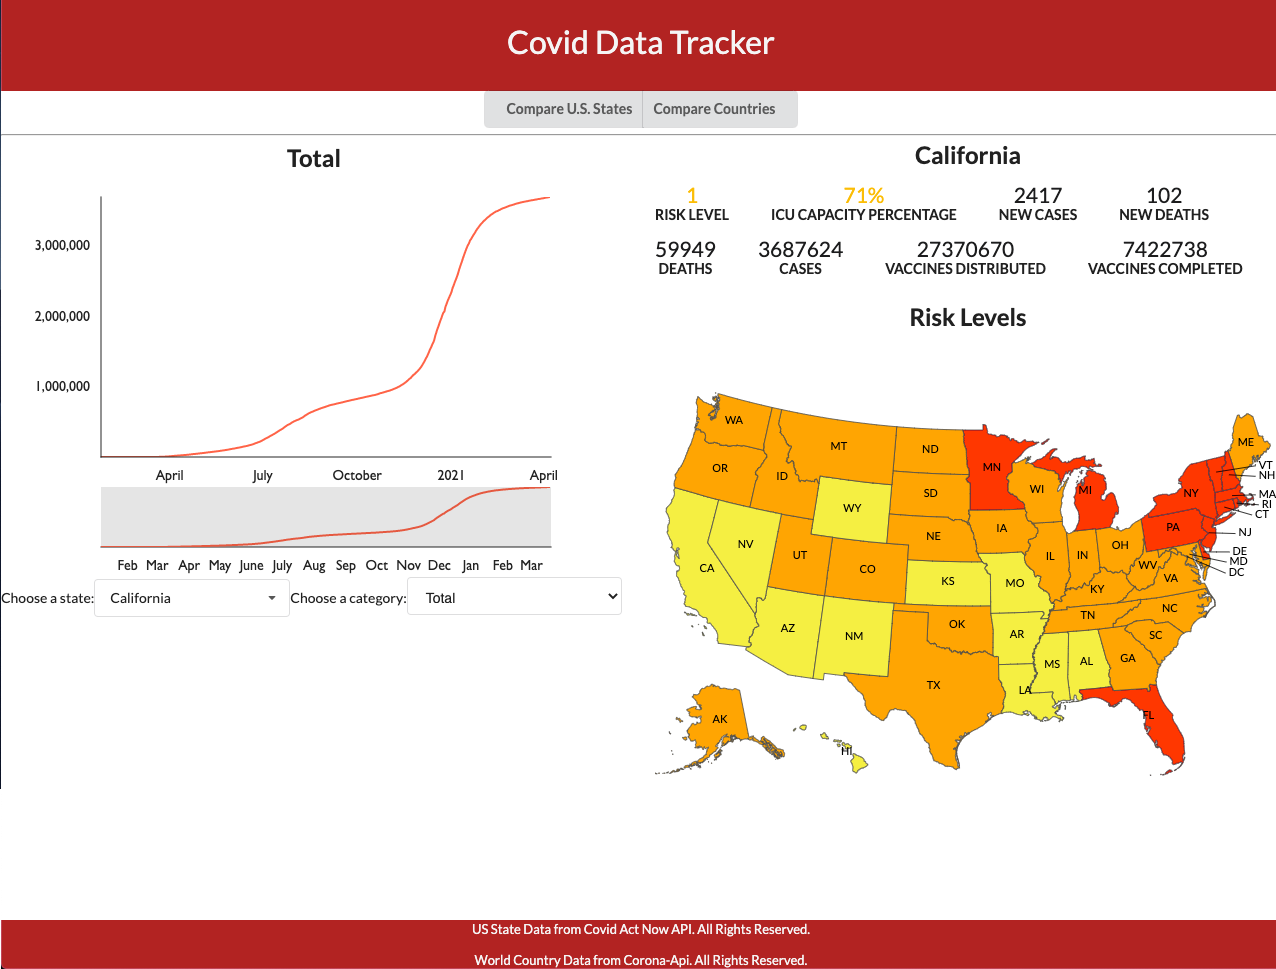 Covid Data Tracker
Compare U.S. States Compare Countries
Total
3,000,000
2,000,000
1,000,000
April July October 2021 April
Feb Mar Apr May June July Aug Sep Oct Nov Dec Jan Feb Mar
Choose a state: California Choose a category: Total
California
1 71% 2417 102
RISK LEVEL ICU CAPACITY PERCENTAGE NEW CASES NEW DEATHS
59949 3687624 27370670 7422738
DEATHS CASES VACCINES DISTRIBUTED VACCINES COMPLETED
Risk Levels
WA
MT
ND
ME
OR
ID
MN
VT
NH
SD
WI
MI
NY
MA
RI
CT
WY
NE
IA
PA
NJ
NV
UT
CO
IL
IN
OH
DE
MD
DC
CA
KS
MO
WV
VA
KY
AZ
NM
OK
AR
TN
NC
SC
MS
AL
GA
TX
LA
FL
AK
HI
US State Data from Covid Act Now API. All Rights Reserved.
World Country Data from Corona-Api. All Rights Reserved.